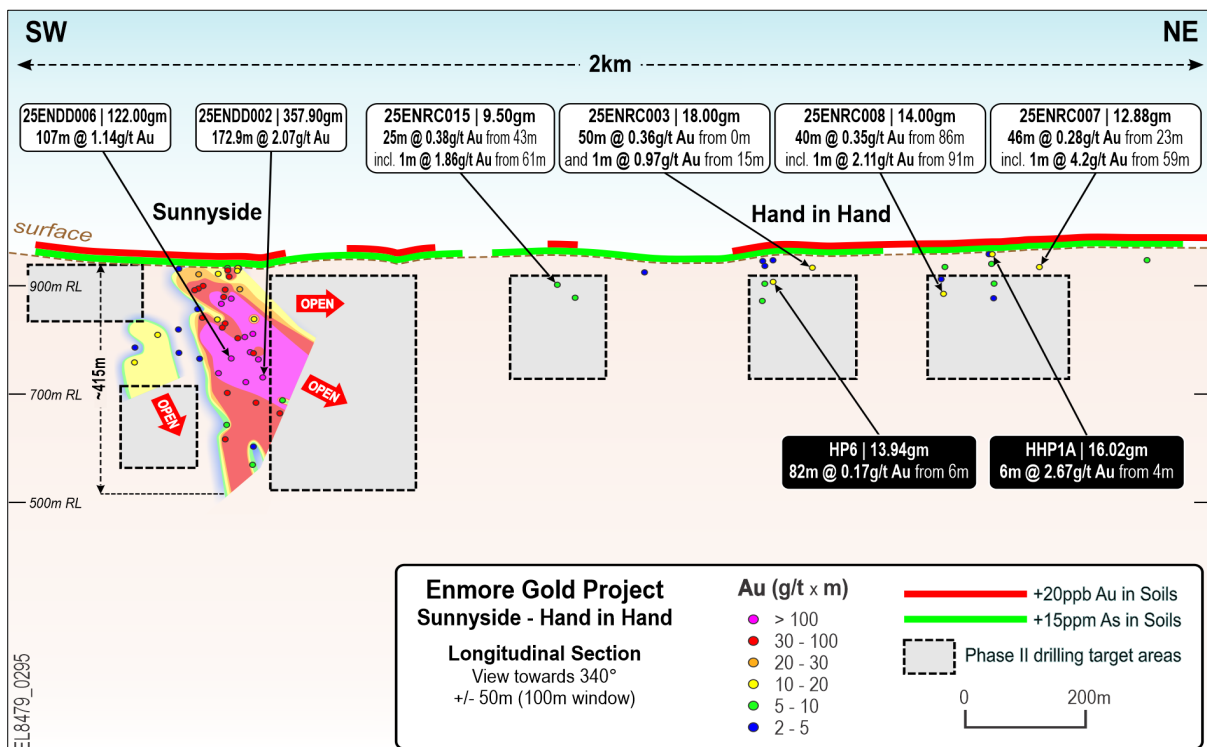 SW
NE
2km
25ENDD006 | 122.00gm
107m @ 1.14g/t Au
25ENDD002 | 357.90gm
172.9m @ 2.07g/t Au
25ENRC015 | 9.50gm
25m @ 0.38g/t Au from 43m
incl. 1m @ 1.86g/t Au from 61m
25ENRC003 | 18.00gm
50m @ 0.36g/t Au from 0m
and 1m @ 0.97g/t Au from 15m
25ENRC008 | 14.00gm
40m @ 0.35g/t Au from 86m
incl. 1m @ 2.11g/t Au from 91m
25ENRC007 | 12.88gm
46m @ 0.28g/t Au from 23m
incl. 1m @ 4.2g/t Au from 59m
Sunnyside
Hand in Hand
surface
900m RL
OPEN
~415m
OPEN
700m RL
OPEN
HP6 | 13.94gm
82m @ 0.17g/t Au from 6m
HHP1A | 16.02gm
6m @ 2.67g/t Au from 4m
500m RL
Enmore Gold Project
Sunnyside - Hand in Hand
Longitudinal Section
View towards 340°
+/- 50m (100m window)
Au (g/t x m)
> 100
30 - 100
20 - 30
10 - 20
5 - 10
2 - 5
+20ppb Au in Soils
+15ppm As in Soils
Phase II drilling target areas
0
200m
EL8479_0295